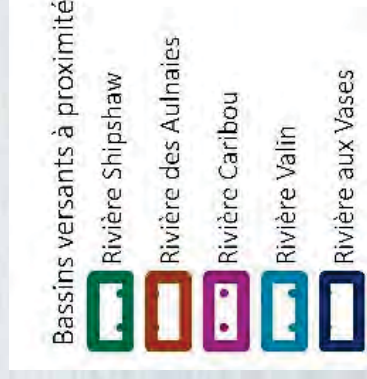 Bassins versants à proximité
Rivière Shipshaw
Rivière des Aulnaies
Rivière Caribou
Rivière Valin
Rivière aux Vases